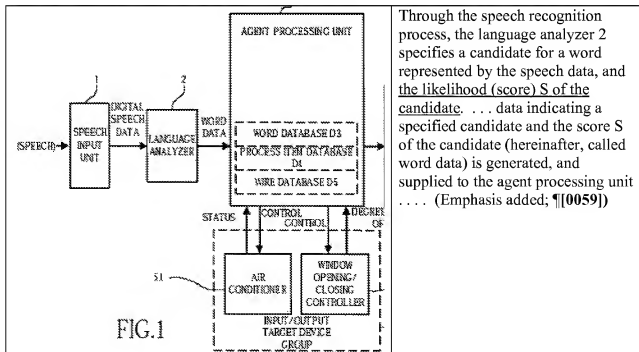 AGENT PROCESSING UNIT
1
2
DIGITAL
SPEECH
DATA
WORD
DATA
(SPEECH)
SPEECH
INPUT
UNIT
LANGUAGE
ANALYZER
WORD DATABASE D3
PROCESS ITEM DATABASE
D4
WIRE DATABASE D5
STATUS
CONTROL
CONTROL
DEGREE
OF
51
AIR
CONDITIONER
WINDOW
OPENING/
CLOSING
CONTROLLER
INPUT/OUTPUT
TARGET DEVICE
GROUP
FIG.1
Through the speech recognition
process, the language analyzer 2
specifies a candidate for a word
represented by the speech data, and
the likelihood (score) S of the
candidate. . . . data indicating a
specified candidate and the score S
of the candidate (hereinafter, called
word data) is generated, and
supplied to the agent processing unit
. . . . (Emphasis added; ¶[0059])